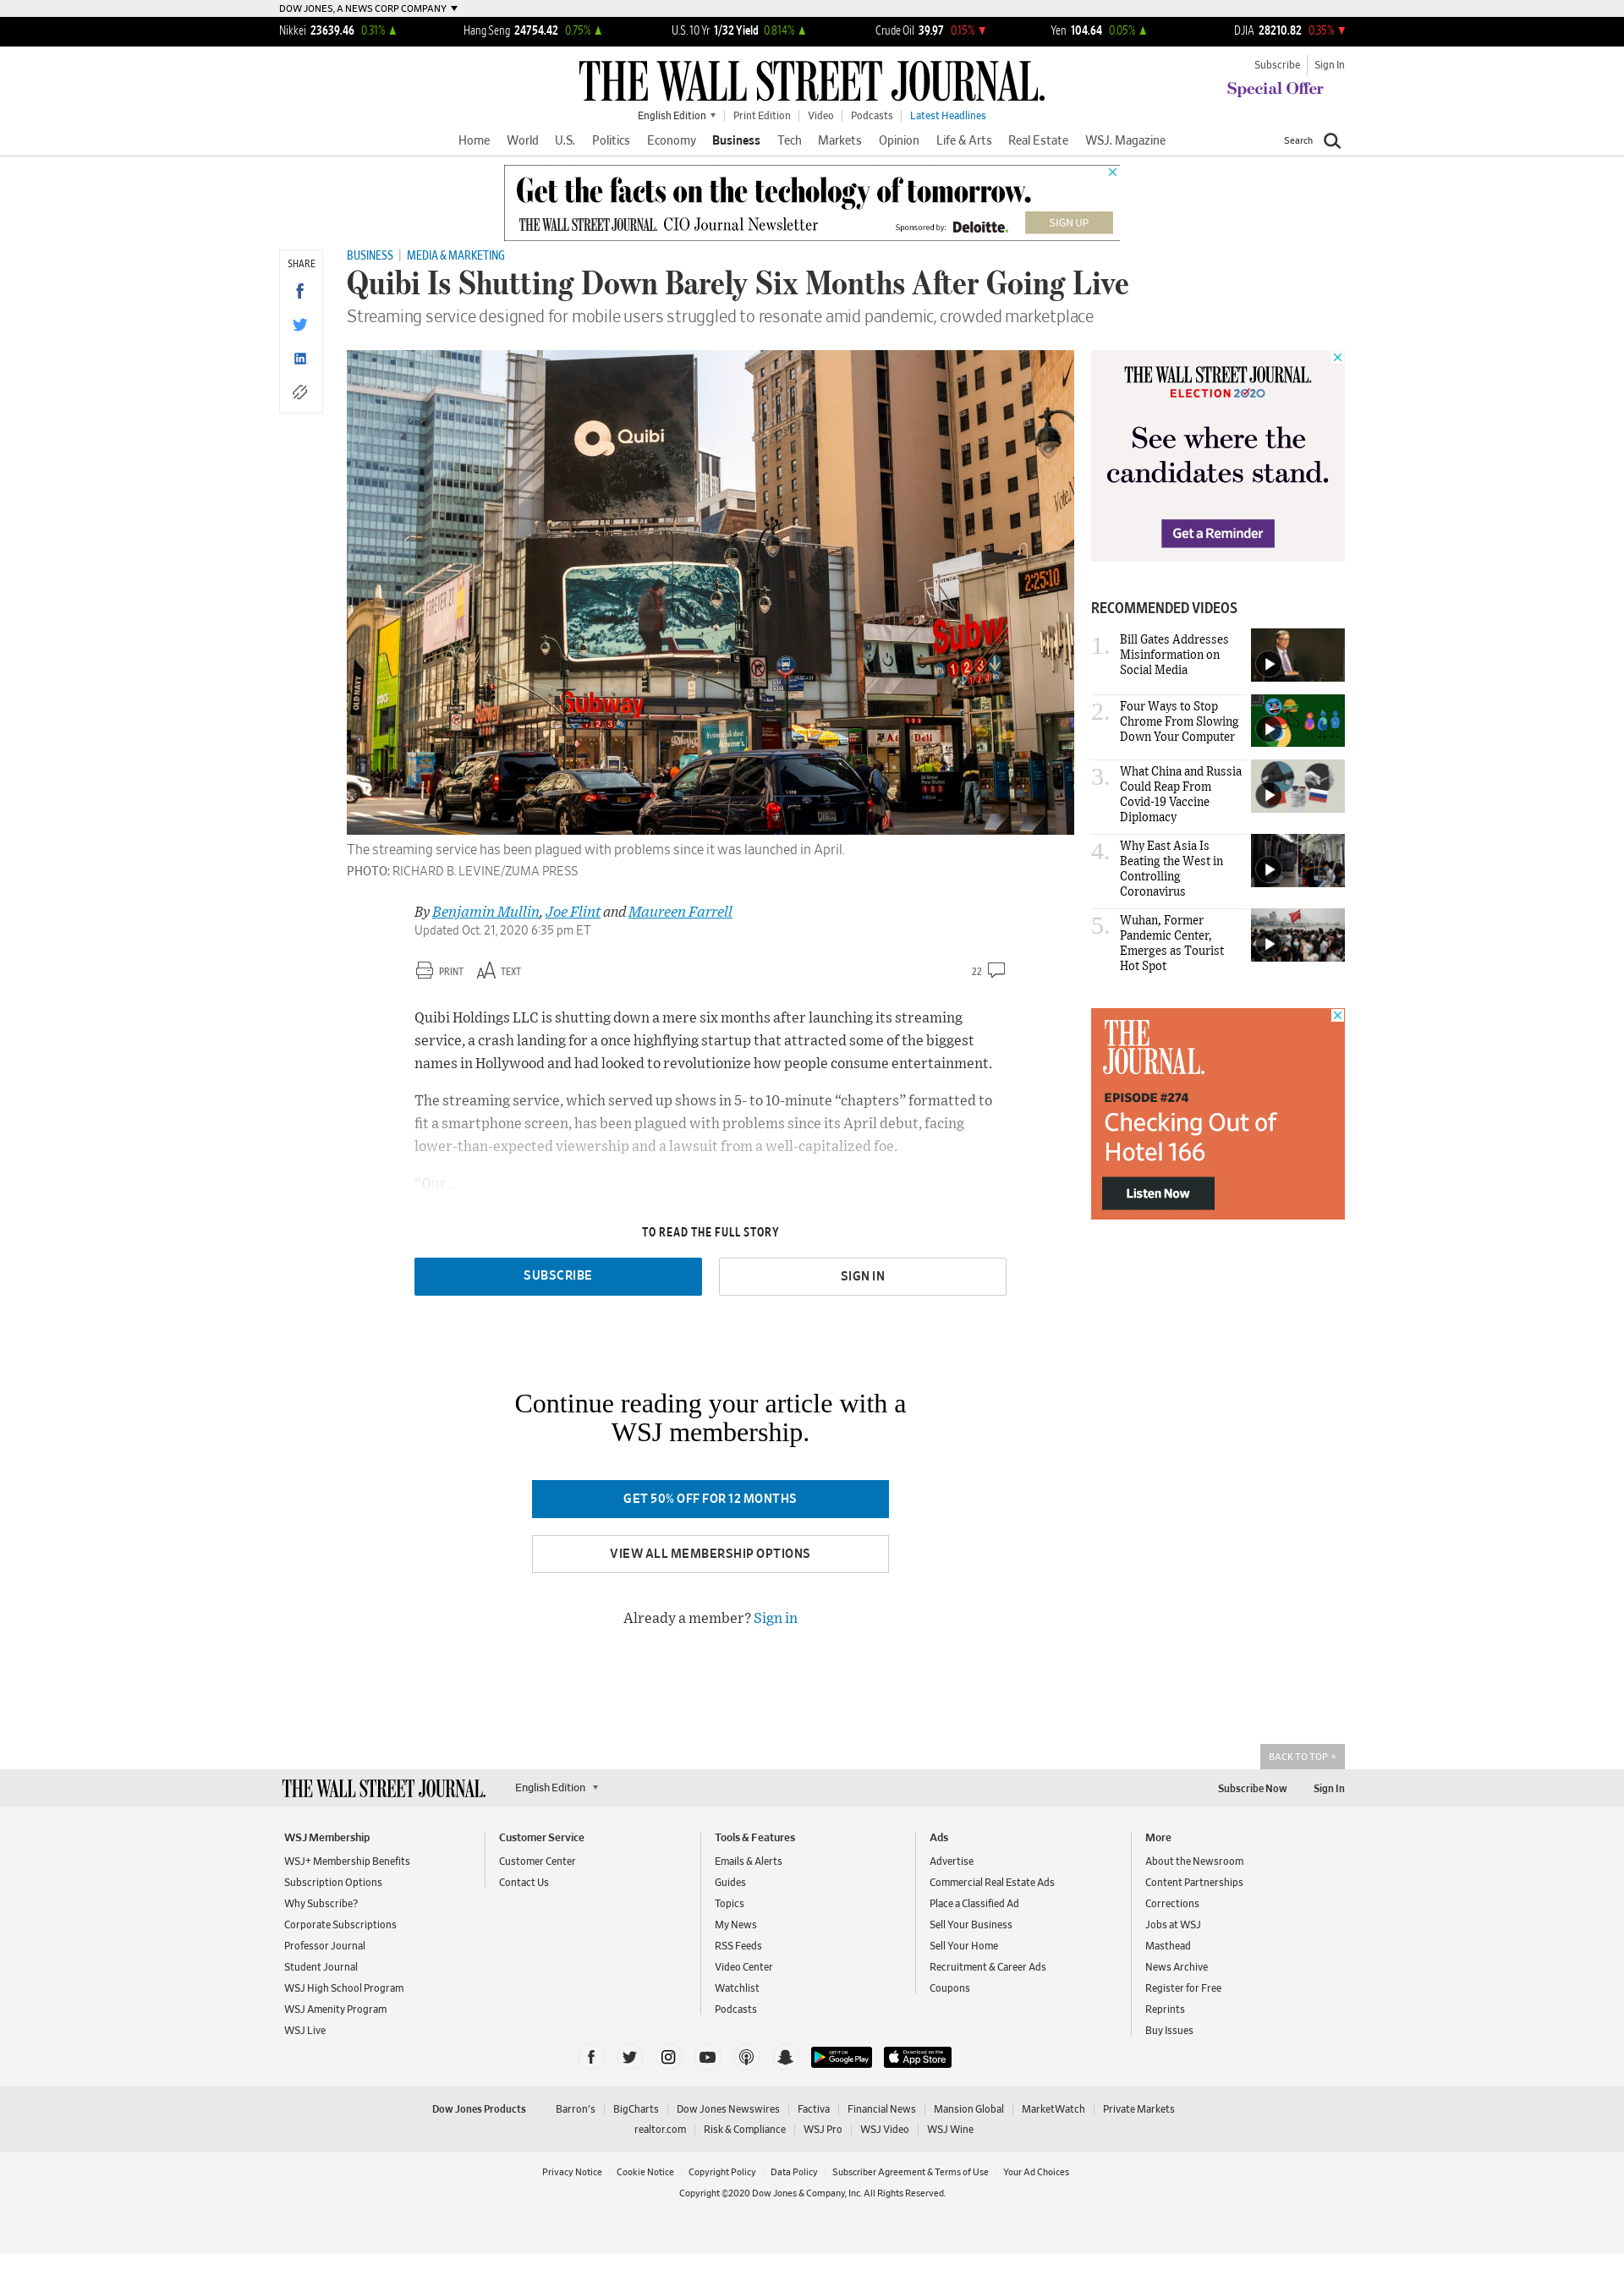 DOW JONES, A NEWS CORP COMPANY
Nikkei 23639.46 0.31% Hang Seng 24754.42 0.75% U.S. 10 Yr 1/32 Yield 0.814% Crude Oil 39.97 0.15% Yen 104.64 0.05% DJIA 28210.82 0.35%
THE WALL STREET JOURNAL.
Subscribe Sign In
Special Offer
English Edition Print Edition Video Podcasts Latest Headlines
Home World U.S. Politics Economy Business Tech Markets Opinion Life & Arts Real Estate WSJ. Magazine Search
Get the facts on the techology of tomorrow.
THE WALL STREET JOURNAL. CIO Journal Newsletter Sponsored by: Deloitte. SIGN UP
SHARE
BUSINESS MEDIA & MARKETING
Quibi Is Shutting Down Barely Six Months After Going Live
Streaming service designed for mobile users struggled to resonate amid pandemic, crowded marketplace
Quibi
FOREVER 21
Vote
2:25:10
Subway
1 2 3
Subway
Subway
1 2 3
A&C Deli
The streaming service has been plagued with problems since it was launched in April.
PHOTO: RICHARD B. LEVINE/ZUMA PRESS
By Benjamin Mullin, Joe Flint and Maureen Farrell
Updated Oct. 21, 2020 6:35 pm ET
PRINT TEXT 22
Quibi Holdings LLC is shutting down a mere six months after launching its streaming
service, a crash landing for a once highflying startup that attracted some of the biggest
names in Hollywood and had looked to revolutionize how people consume entertainment.
The streaming service, which served up shows in 5- to 10-minute “chapters” formatted to
fit a smartphone screen, has been plagued with problems since its April debut, facing
lower-than-expected viewership and a lawsuit from a well-capitalized foe.
“Our...
TO READ THE FULL STORY
SUBSCRIBE SIGN IN
Continue reading your article with a
WSJ membership.
GET 50% OFF FOR 12 MONTHS
VIEW ALL MEMBERSHIP OPTIONS
Already a member? Sign in
THE WALL STREET JOURNAL.
ELECTION 2020
See where the
candidates stand.
Get a Reminder
RECOMMENDED VIDEOS
1. Bill Gates Addresses
Misinformation on
Social Media
2. Four Ways to Stop
Chrome From Slowing
Down Your Computer
3. What China and Russia
Could Reap From
Covid-19 Vaccine
Diplomacy
4. Why East Asia Is
Beating the West in
Controlling
Coronavirus
5. Wuhan, Former
Pandemic Center,
Emerges as Tourist
Hot Spot
THE
JOURNAL.
EPISODE #274
Checking Out of
Hotel 166
Listen Now
BACK TO TOP
THE WALL STREET JOURNAL. English Edition Subscribe Now Sign In
WSJ Membership
WSJ+ Membership Benefits
Subscription Options
Why Subscribe?
Corporate Subscriptions
Professor Journal
Student Journal
WSJ High School Program
WSJ Amenity Program
WSJ Live
Customer Service
Customer Center
Contact Us
Tools & Features
Emails & Alerts
Guides
Topics
My News
RSS Feeds
Video Center
Watchlist
Podcasts
Ads
Advertise
Commercial Real Estate Ads
Place a Classified Ad
Sell Your Business
Sell Your Home
Recruitment & Career Ads
Coupons
More
About the Newsroom
Content Partnerships
Corrections
Jobs at WSJ
Masthead
News Archive
Register for Free
Reprints
Buy Issues
GET IT ON
Google Play
Download on the
App Store
Dow Jones Products Barron's BigCharts Dow Jones Newswires Factiva Financial News Mansion Global MarketWatch Private Markets
realtor.com Risk & Compliance WSJ Pro WSJ Video WSJ Wine
Privacy Notice Cookie Notice Copyright Policy Data Policy Subscriber Agreement & Terms of Use Your Ad Choices
Copyright ©2020 Dow Jones & Company, Inc. All Rights Reserved.